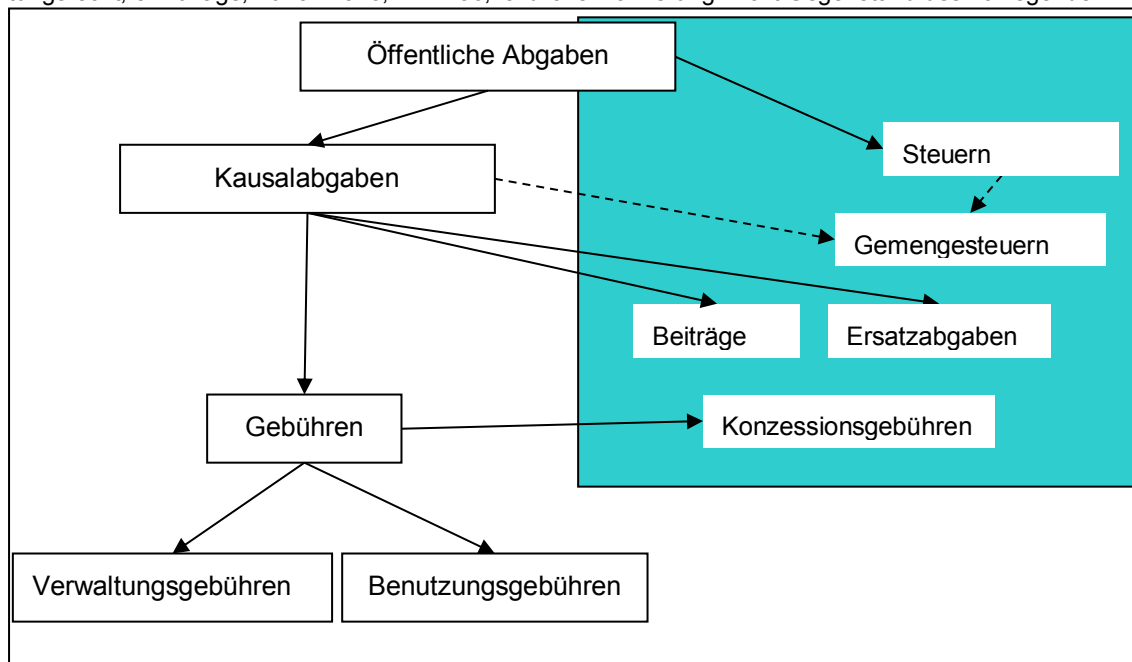 Öffentliche Abgaben
Steuern
Kausalabgaben
Gemengesteuern
Beiträge
Ersatzabgaben
Gebühren
Konzessionsgebühren
Verwaltungsgebühren
Benutzungsgebühren